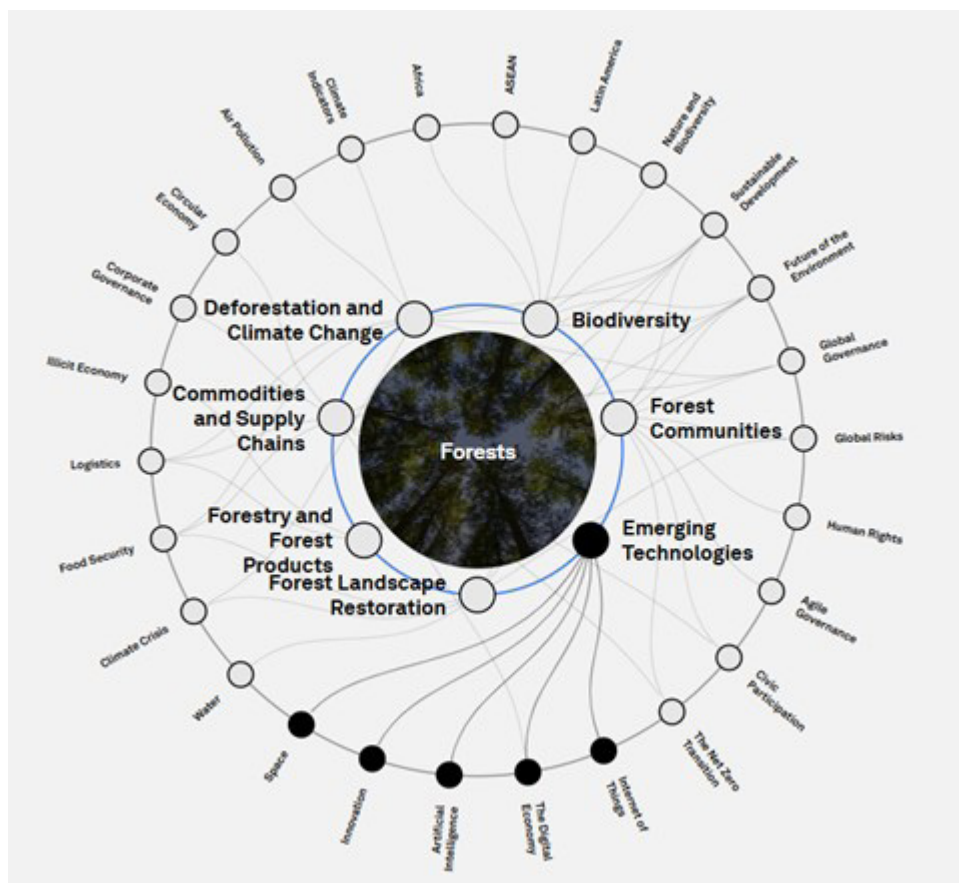 Forests
Deforestation and
Climate Change
Biodiversity
Commodities
and Supply
Chains
Forest
Communities
Forestry and
Forest
Products
Emerging
Technologies
Forest Landscape
Restoration
Africa
ASEAN
Latin America
Nature and
Biodiversity
Sustainable
Development
Future of the
Environment
Global
Governance
Global Risks
Human Rights
Agile
Governance
Civic
Participation
The Net Zero
Transition
Internet of
Things
The Digital
Economy
Artificial
Intelligence
Innovation
Space
Water
Climate Crisis
Food Security
Logistics
Illicit Economy
Corporate
Governance
Circular
Economy
Air Pollution
Climate
Indicators